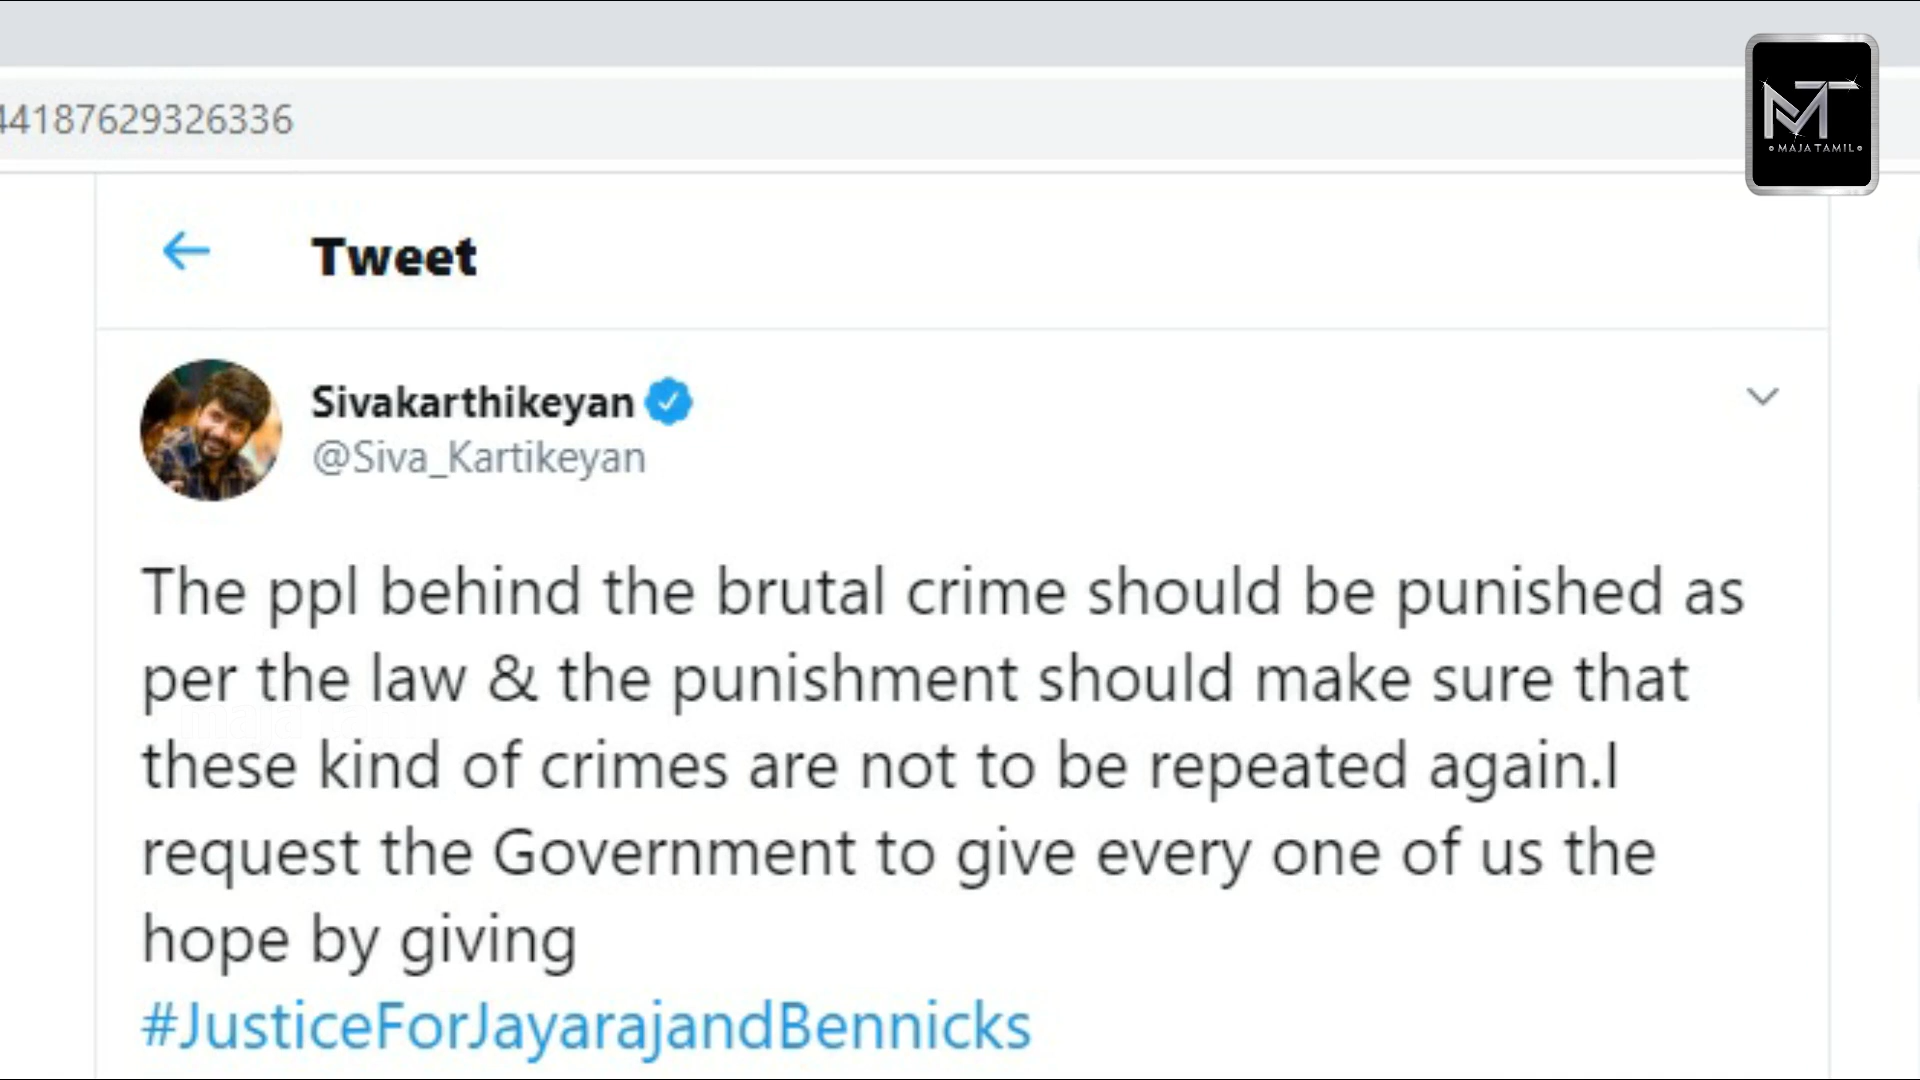 44187629326336
MT
MAJA TAMIL
Tweet
Sivakarthikeyan
@Siva_Kartikeyan
The ppl behind the brutal crime should be punished as
per the law & the punishment should make sure that
these kind of crimes are not to be repeated again.I
request the Government to give every one of us the
hope by giving
#JusticeForJayarajandBennicks